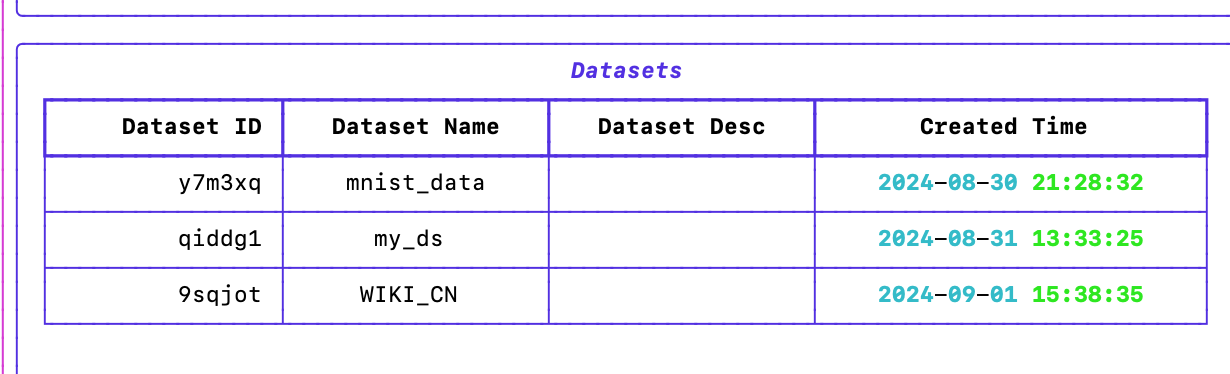 Datasets
Dataset ID Dataset Name Dataset Desc Created Time
y7m3xq mnist_data 2024-08-30 21:28:32
qiddg1 my_ds 2024-08-31 13:33:25
9sqjot WIKI_CN 2024-09-01 15:38:35